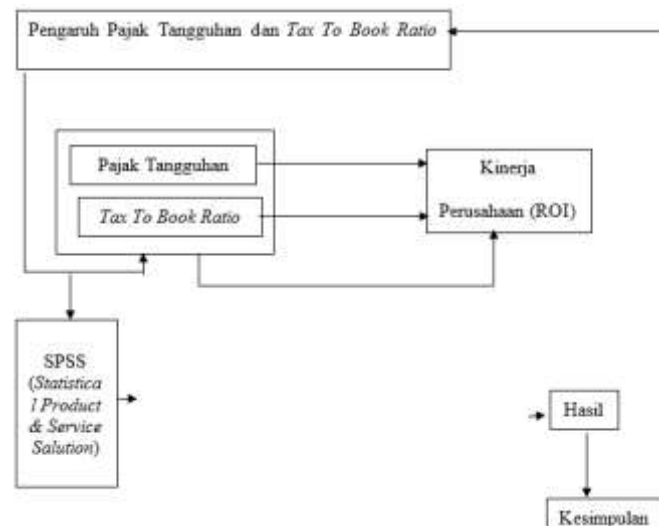 Pengaruh Pajak Tangguhan dan Tax To Book Ratio
Pajak Tangguhan
Tax To Book Ratio
Kinerja
Perusahaan (ROI)
SPSS
(Statistica
l Product
& Service
Salution)
Hasil
Kesimpulan